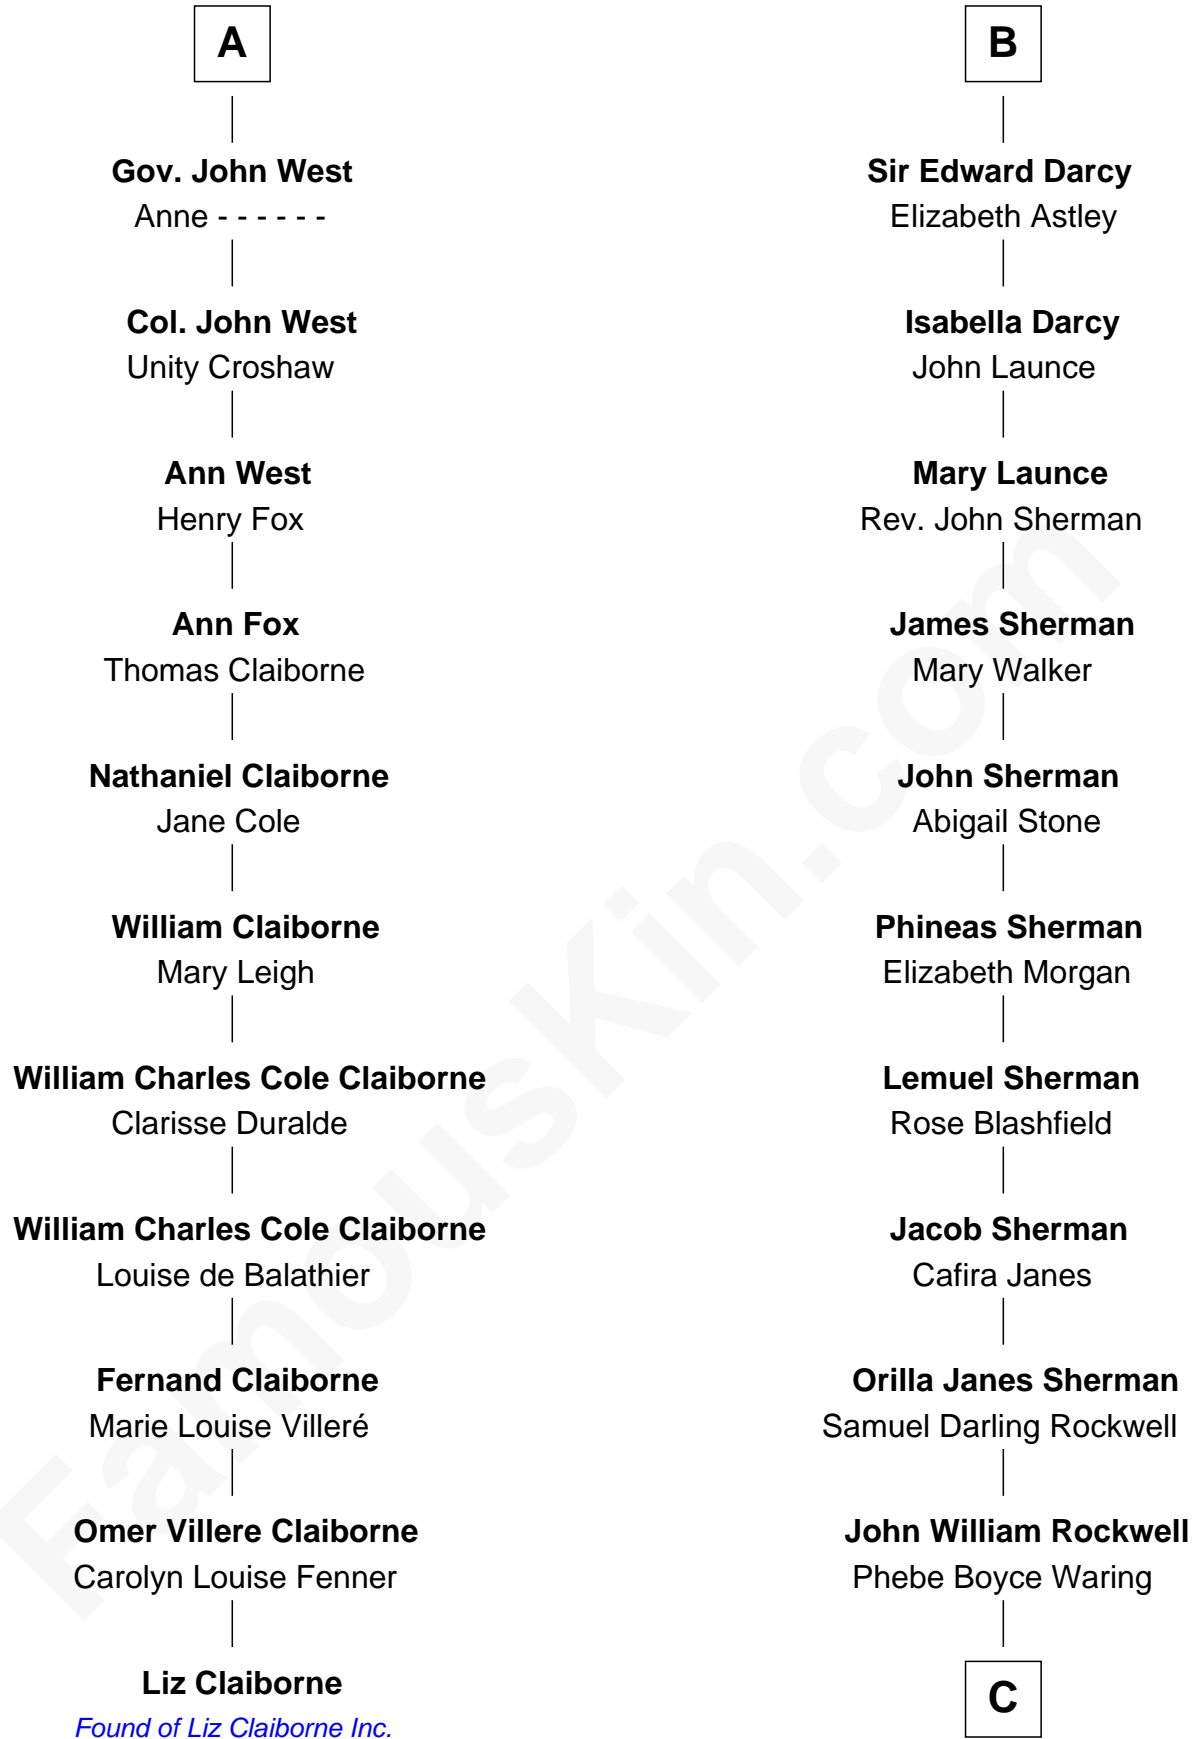 A
Gov. John West
Anne - - - - - -
Col. John West
Unity Croshaw
Ann West
Henry Fox
Ann Fox
Thomas Claiborne
Nathaniel Claiborne
Jane Cole
William Claiborne
Mary Leigh
William Charles Cole Claiborne
Clarisse Duralde
William Charles Cole Claiborne
Louise de Balathier
Fernand Claiborne
Marie Louise Villeré
Omer Villere Claiborne
Carolyn Louise Fenner
Liz Claiborne
Found of Liz Claiborne Inc.
B
Sir Edward Darcy
Elizabeth Astley
Isabella Darcy
John Launce
Mary Launce
Rev. John Sherman
James Sherman
Mary Walker
John Sherman
Abigail Stone
Phineas Sherman
Elizabeth Morgan
Lemuel Sherman
Rose Blashfield
Jacob Sherman
Cafira Janes
Orilla Janes Sherman
Samuel Darling Rockwell
John William Rockwell
Phebe Boyce Waring
C
FamousKin.com